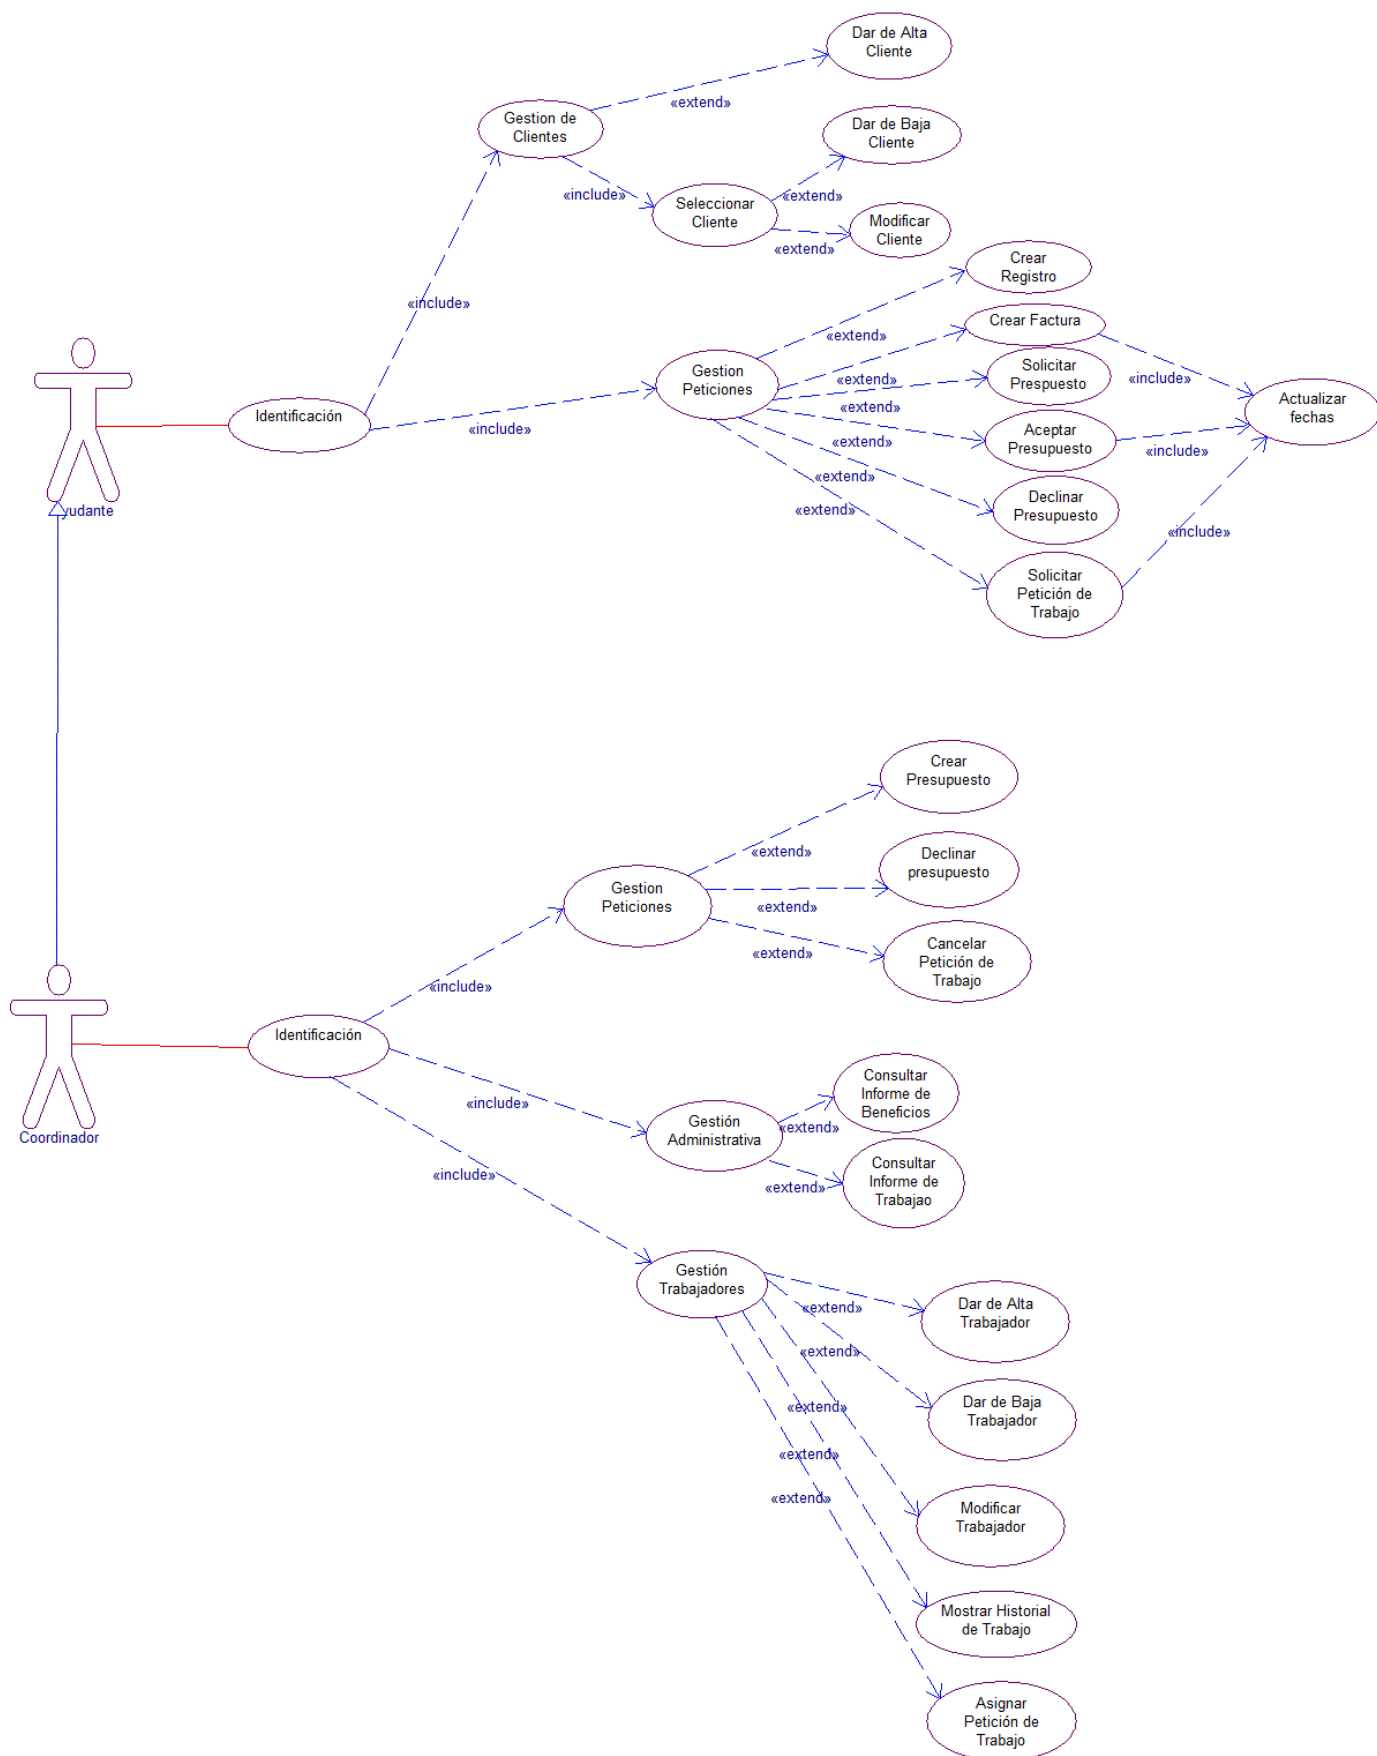 Dar de Alta
Cliente
«extend»
Gestion de
Clientes
Dar de Baja
Cliente
«include»
«extend»
Seleccionar
Cliente
Modificar
Cliente
«extend»
Crear
Registro
«include»
«extend»
Crear Factura
Gestion
Peticiones
Solicitar
Prespuesto
«extend»
«include»
Actualizar
fechas
Identificación
«include»
«extend»
Aceptar
Presupuesto
«extend»
«include»
«extend»
Declinar
Presupuesto
«extend»
yudante
«include»
Solicitar
Petición de
Trabajo
Crear
Presupuesto
«extend»
Declinar
presupuesto
Gestion
Peticiones
«extend»
Cancelar
Petición de
Trabajo
«extend»
«include»
Identificación
Consultar
Informe de
Beneficios
«include»
Gestión
Administrativa
«extend»
Coordinador
Consultar
Informe de
Trabajao
«include»
«extend»
Gestión
Trabajadores
Dar de Alta
Trabajador
«extend»
«extend»
Dar de Baja
Trabajador
«extend»
«extend»
«extend»
Modificar
Trabajador
Mostrar Historial
de Trabajo
Asignar
Petición de
Trabajo